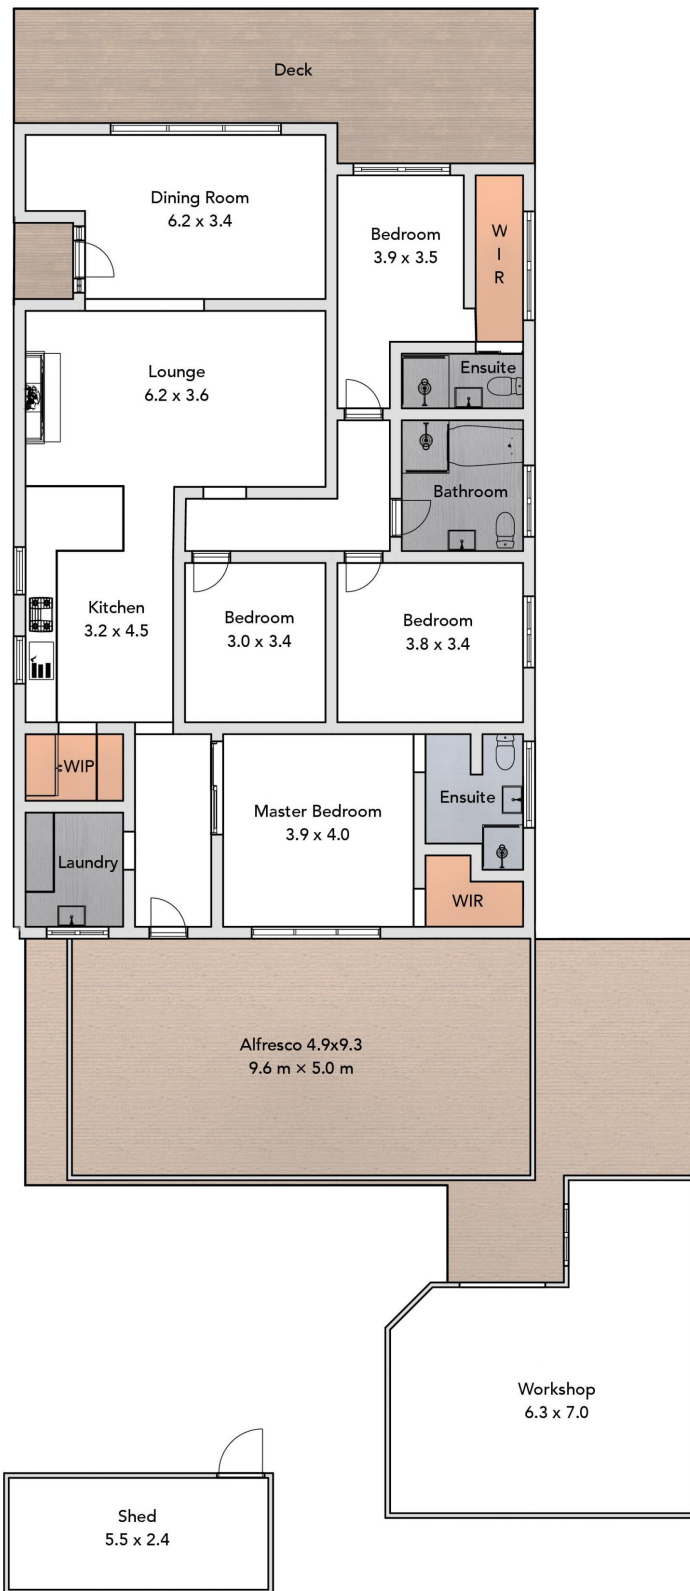 Deck
Dining Room
6.2 x 3.4
Bedroom
3.9 x 3.5
W
I
R
Lounge
6.2 x 3.6
Ensuite
Bathroom
Kitchen
3.2 x 4.5
Bedroom
3.0 x 3.4
Bedroom
3.8 x 3.4
WIP
Master Bedroom
3.9 x 4.0
Ensuite
Laundry
WIR
Alfresco 4.9x9.3
9.6 m × 5.0 m
Workshop
6.3 x 7.0
Shed
5.5 x 2.4